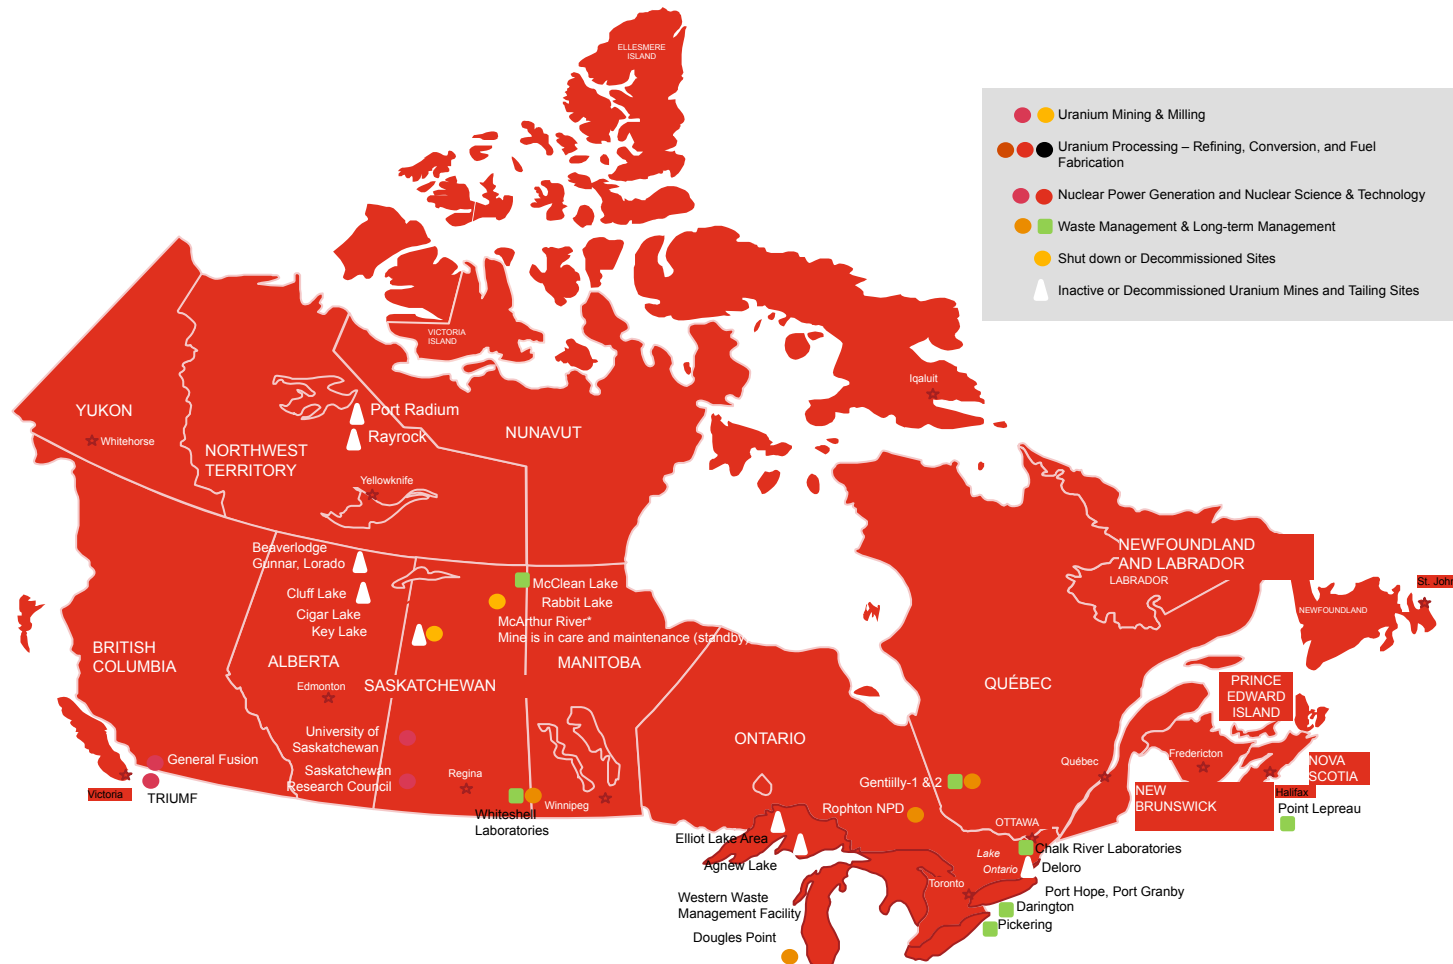 ELLESMERE
ISLAND
Uranium Mining & Milling
Uranium Processing – Refining, Conversion, and Fuel
Fabrication
Nuclear Power Generation and Nuclear Science & Technology
Waste Management & Long-term Management
Shut down or Decommissioned Sites
Inactive or Decommissioned Uranium Mines and Tailing Sites
VICTORIA
ISLAND
Iqaluit
YUKON
Whitehorse
Port Radium
Rayrock
NORTHWEST
TERRITORY
NUNAVUT
Yellowknife
Beaverlodge
Gunnar, Lorado
Cluff Lake
Cigar Lake
Key Lake
McClean Lake
Rabbit Lake
McArthur River*
Mine is in care and maintenance (standby)
NEWFOUNDLAND
AND LABRADOR
LABRADOR
St. John
NEWFOUNDLAND
BRITISH
COLUMBIA
ALBERTA
Edmonton
SASKATCHEWAN
MANITOBA
QUÉBEC
PRINCE
EDWARD
ISLAND
University of
Saskatchewan
Saskatchewan
Research Council
Regina
ONTARIO
General Fusion
TRIUMF
Victoria
Whiteshell
Laboratories
Winnipeg
Gentiilly-1 & 2
Rophton NPD
Québec
Fredericton
NOVA
SCOTIA
NEW
BRUNSWICK
Halifax
Point Lepreau
OTTAWA
Elliot Lake Area
Agnew Lake
Lake
Ontario
Chalk River Laboratories
Deloro
Toronto
Port Hope, Port Granby
Darington
Pickering
Western Waste
Management Facility
Dougles Point